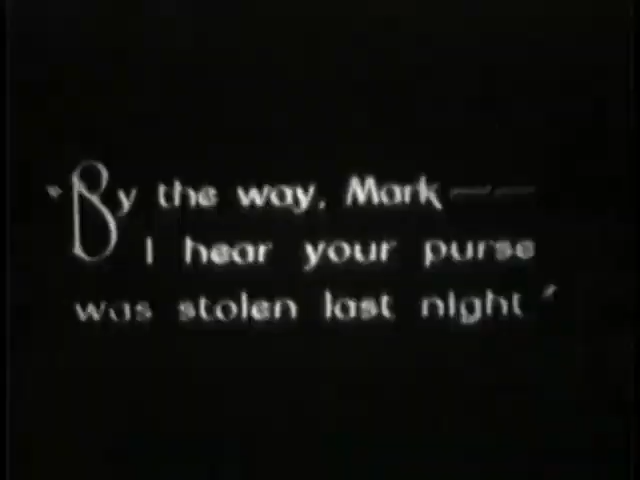 "By the way, Mark — —
I hear your purse
was stolen last night"